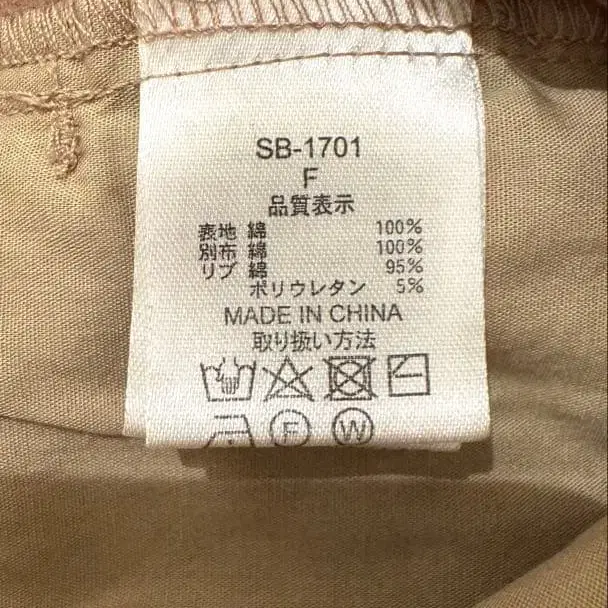 SB-1701
F
品質表示
表地 綿 100%
別布 綿 100%
リブ 綿 95%
ポリウレタン 5%
MADE IN CHINA
取り扱い方法
F W